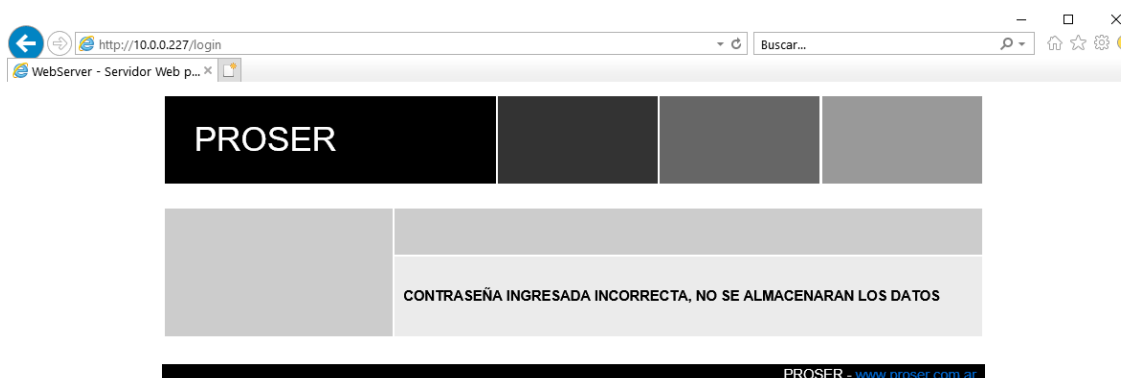 http://10.0.0.227/login
Buscar...
WebServer - Servidor Web p...
PROSER
CONTRASEÑA INGRESADA INCORRECTA, NO SE ALMACENARAN LOS DATOS
PROSER - www.proser.com.ar